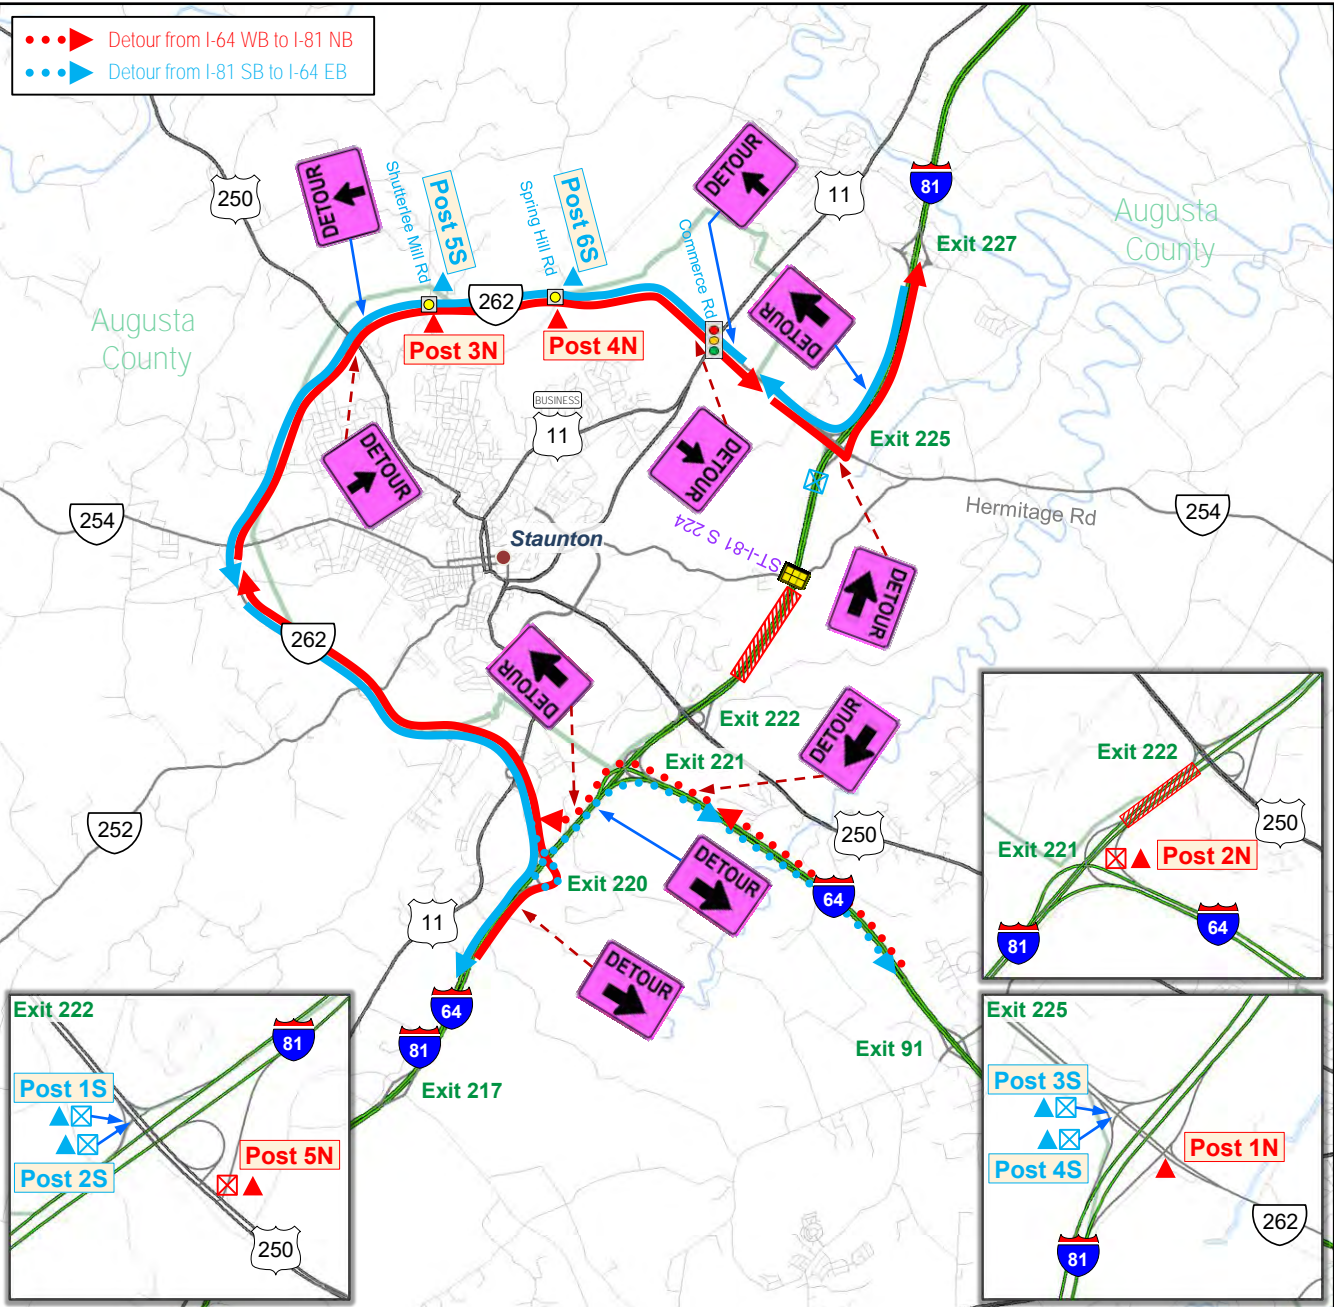 Detour from I-64 WB to I-81 NB
Detour from I-81 SB to I-64 EB
250
DETOUR
Shutterlee Mill Rd
Post 5S
Spring Hill Rd
Post 6S
DETOUR
Commerce Rd
11
81
Augusta
County
Exit 227
262
Augusta
County
Post 3N
Post 4N
DETOUR
BUSINESS
11
DETOUR
DETOUR
Exit 225
254
Hermitage Rd
254
Staunton
ST-I-81 S 224
DETOUR
262
DETOUR
Exit 222
DETOUR
Exit 221
252
250
DETOUR
Exit 220
64
11
DETOUR
64
81
Exit 217
Exit 91
Exit 222
250
Exit 221
Post 2N
64
81
Exit 222
81
Post 1S
Post 2S
Post 5N
250
Exit 225
Post 3S
Post 4S
Post 1N
262
81